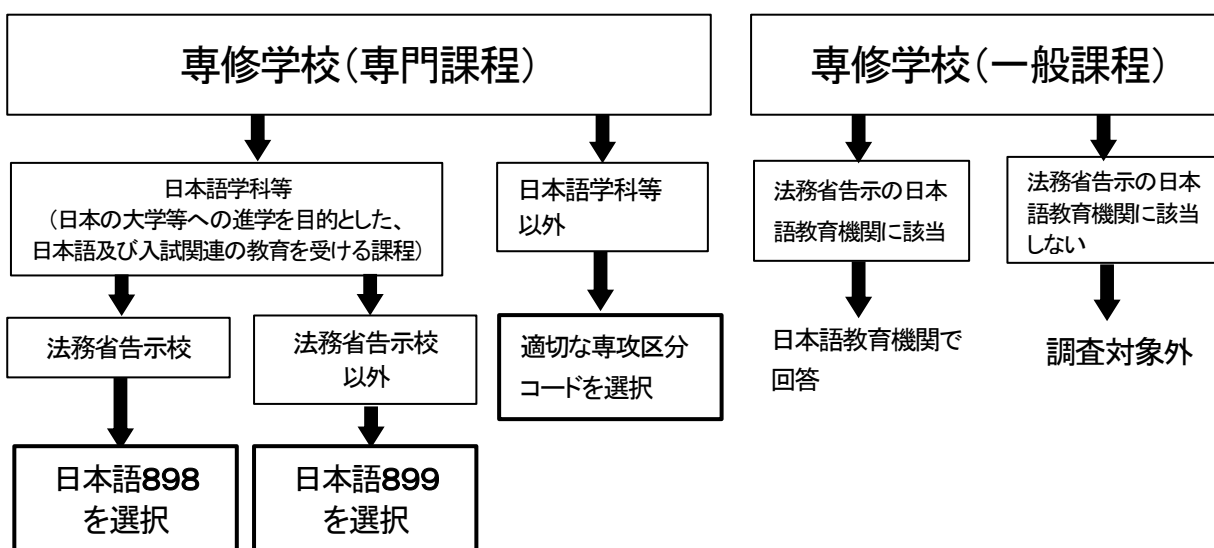 専修学校(専門課程)
日本語学科等
(日本の大学等への進学を目的とした、
日本語及び入試関連の教育を受ける課程)
日本語学科等
以外
法務省告示校
法務省告示校
以外
適切な専攻区分
コードを選択
日本語898
を選択
日本語899
を選択
専修学校(一般課程)
法務省告示の日本
語教育機関に該当
法務省告示の日本
語教育機関に該当
しない
日本語教育機関で
回答
調査対象外